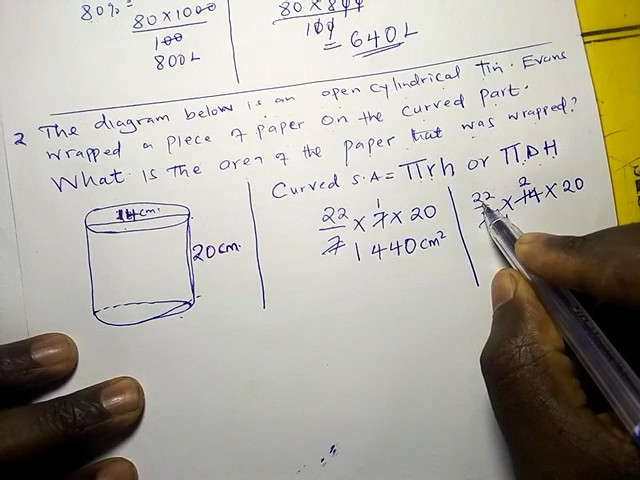 80% =
80 x 1000
100
800L
80 x 800
100
= 640L
2 The diagram below is an open cylindrical Tin. Evans
wrapped a piece of paper on the curved part.
What is the area of the paper that was wrapped?
Curved S.A = πrh or πDH
14cm
20cm.
22 x 7 x 20
7
1
1440cm²
22 x 14 x 20
2